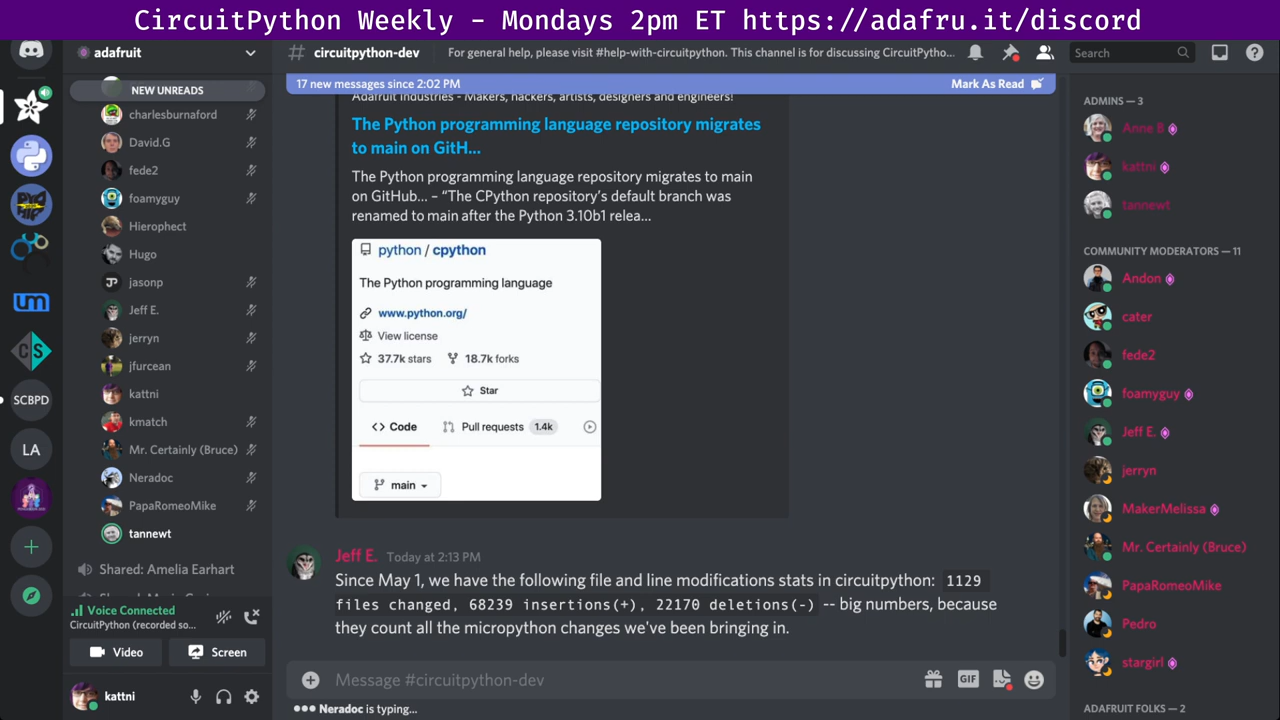 CircuitPython Weekly - Mondays 2pm ET https://adafru.it/discord
adafruit
NEW UNREADS
charlesburnaford
David.G
fede2
foamyguy
Hierophect
Hugo
jasonp
Jeff E.
jerryn
jfurcean
kattni
kmatch
Mr. Certainly (Bruce)
Neradoc
PapaRomeoMike
tannewt
Shared: Amelia Earhart
UM
CS
SCBPD
LA
Voice Connected
CircuitPython (recorded so...
Video
Screen
kattni
# circuitpython-dev
For general help, please visit #help-with-circuitpython. This channel is for discussing CircuitPytho...
Search
17 new messages since 2:02 PM
Mark As Read
Adafruit Industries - Makers, hackers, artists, designers and engineers!
The Python programming language repository migrates
to main on GitH...
The Python programming language repository migrates to main
on GitHub... – “The CPython repository's default branch was
renamed to main after the Python 3.10b1 relea...
python / cpython
The Python programming language
www.python.org/
View license
37.7k stars 18.7k forks
Star
<> Code Pull requests 1.4k
main
Jeff E. Today at 2:13 PM
Since May 1, we have the following file and line modifications stats in circuitpython: 1129
files changed, 68239 insertions(+), 22170 deletions(-) -- big numbers, because
they count all the micropython changes we've been bringing in.
Message #circuitpython-dev
GIF
Neradoc is typing...
ADMINS — 3
Anne B
kattni
tannewt
COMMUNITY MODERATORS — 11
Andon
cater
fede2
foamyguy
Jeff E.
jerryn
MakerMelissa
Mr. Certainly (Bruce)
PapaRomeoMike
Pedro
stargirl
ADAFRUIT FOLKS — 2